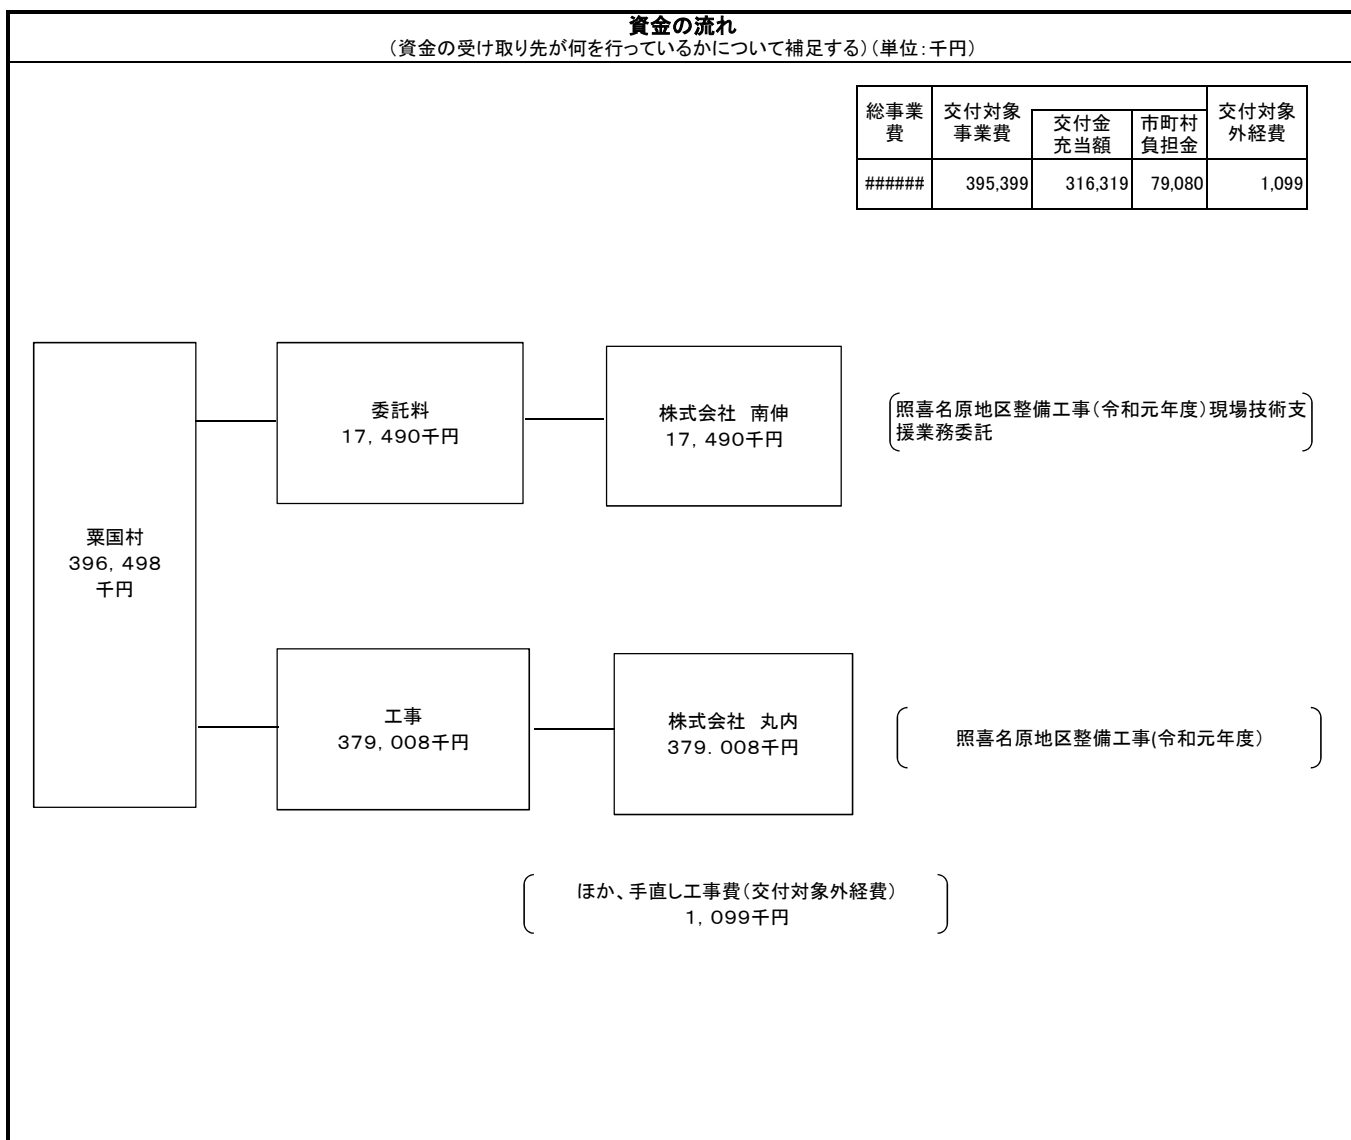 資金の流れ
（資金の受け取り先が何を行っているかについて補足する）（単位：千円）
総事業
費
交付対象
事業費
交付金
充当額
市町村
負担金
交付対象
外経費
###### 395,399 316,319 79,080 1,099
委託料
17，490千円
株式会社　南伸
17，490千円
照喜名原地区整備工事（令和元年度）現場技術支
援業務委託
粟国村
396，498
千円
工事
379，008千円
株式会社　丸内
379．008千円
照喜名原地区整備工事(令和元年度）
ほか、手直し工事費（交付対象外経費）
1，099千円